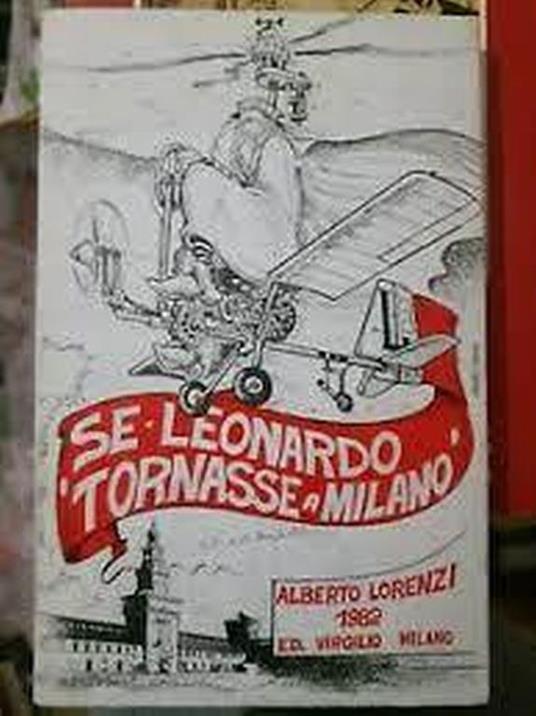 SE LEONARDO
TORNASSE A MILANO
ALBERTO LORENZI
1982
ED. VIRGILIO MILANO